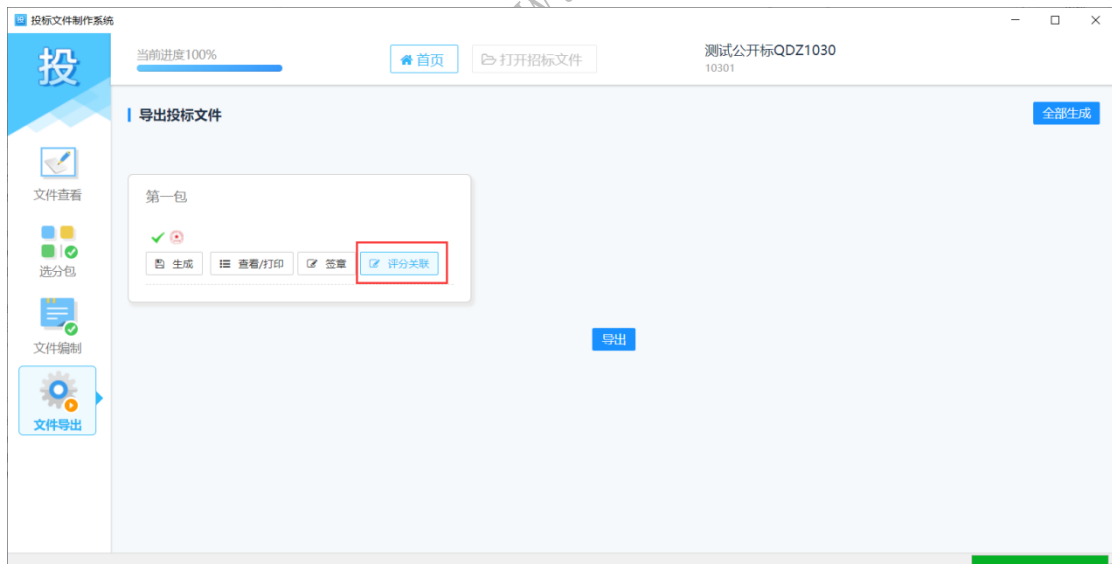 投标文件制作系统
投
当前进度100%
首页
打开招标文件
测试公开标QDZ1030
10301
导出投标文件
全部生成
文件查看
选分包
文件编制
文件导出
第一包
生成
查看/打印
签章
评分关联
导出